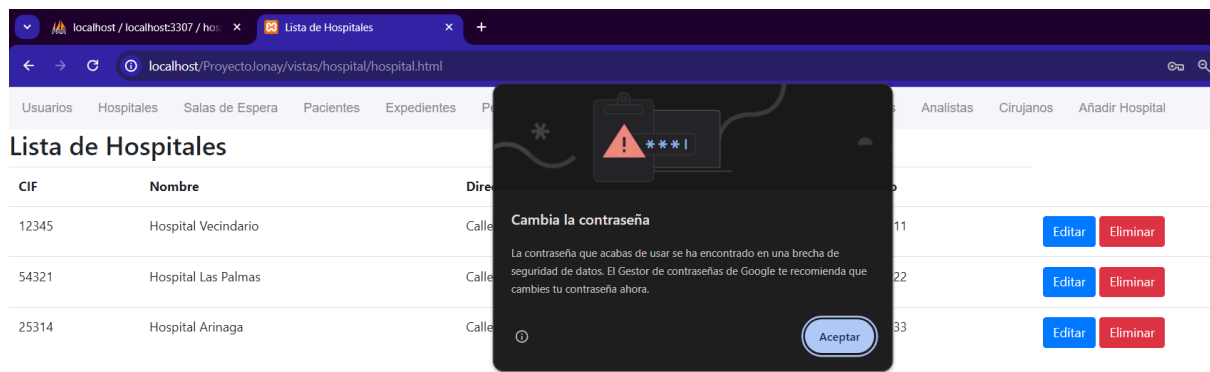 localhost / localhost:3307 / hos
Lista de Hospitales
localhost/ProyectoJonay/vistas/hospital/hospital.html
Usuarios Hospitales Salas de Espera Pacientes Expedientes Analistas Cirujanos Añadir Hospital
Lista de Hospitales
CIF Nombre
12345 Hospital Vecindario Calle 11 Editar Eliminar
54321 Hospital Las Palmas Calle 22 Editar Eliminar
25314 Hospital Arinaga Calle 33 Editar Eliminar
***
Cambia la contraseña
La contraseña que acabas de usar se ha encontrado en una brecha de
seguridad de datos. El Gestor de contraseñas de Google te recomienda que
cambies tu contraseña ahora.
Aceptar